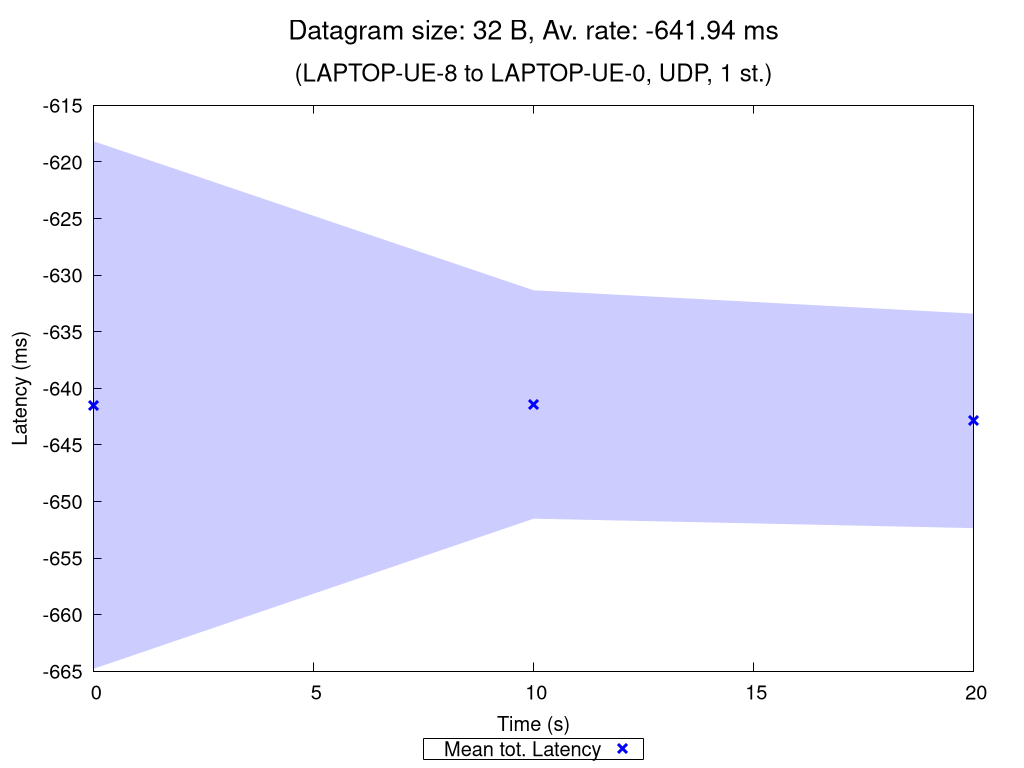 Datagram size: 32 B, Av. rate: -641.94 ms
(LAPTOP-UE-8 to LAPTOP-UE-0, UDP, 1 st.)
-615
-620
-625
-630
-635
-640
-645
-650
-655
-660
-665
Latency (ms)
0 5 10 15 20
Time (s)
Mean tot. Latency